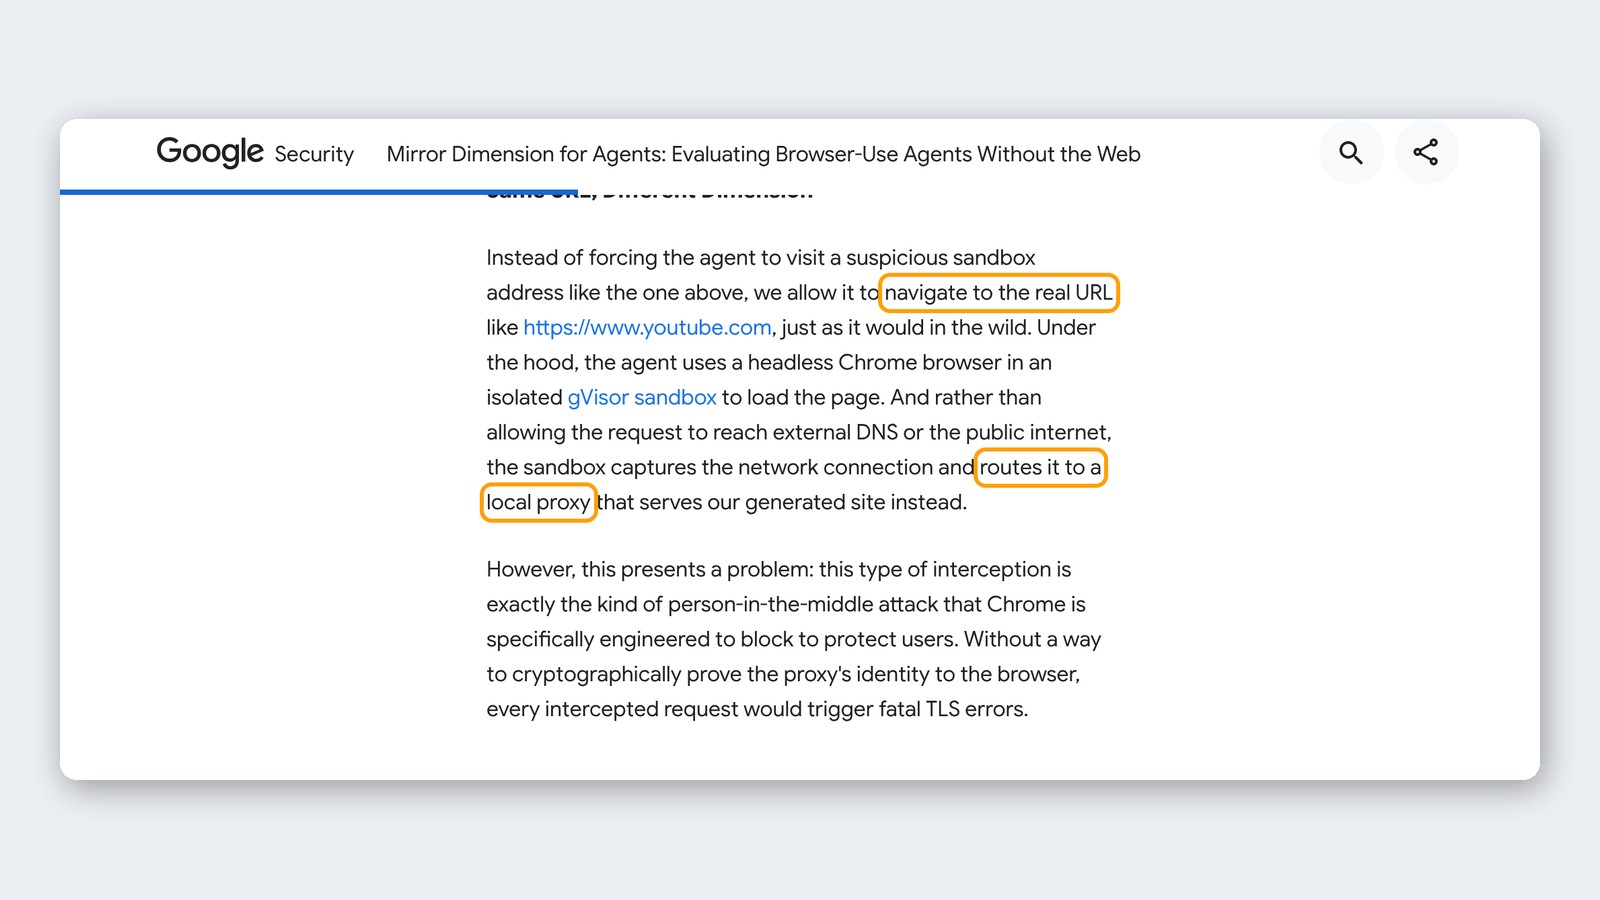 Google Security Mirror Dimension for Agents: Evaluating Browser-Use Agents Without the Web
Same URL, Different Dimension
Instead of forcing the agent to visit a suspicious sandbox
address like the one above, we allow it to navigate to the real URL
like https://www.youtube.com, just as it would in the wild. Under
the hood, the agent uses a headless Chrome browser in an
isolated gVisor sandbox to load the page. And rather than
allowing the request to reach external DNS or the public internet,
the sandbox captures the network connection and routes it to a
local proxy that serves our generated site instead.
However, this presents a problem: this type of interception is
exactly the kind of person-in-the-middle attack that Chrome is
specifically engineered to block to protect users. Without a way
to cryptographically prove the proxy's identity to the browser,
every intercepted request would trigger fatal TLS errors.